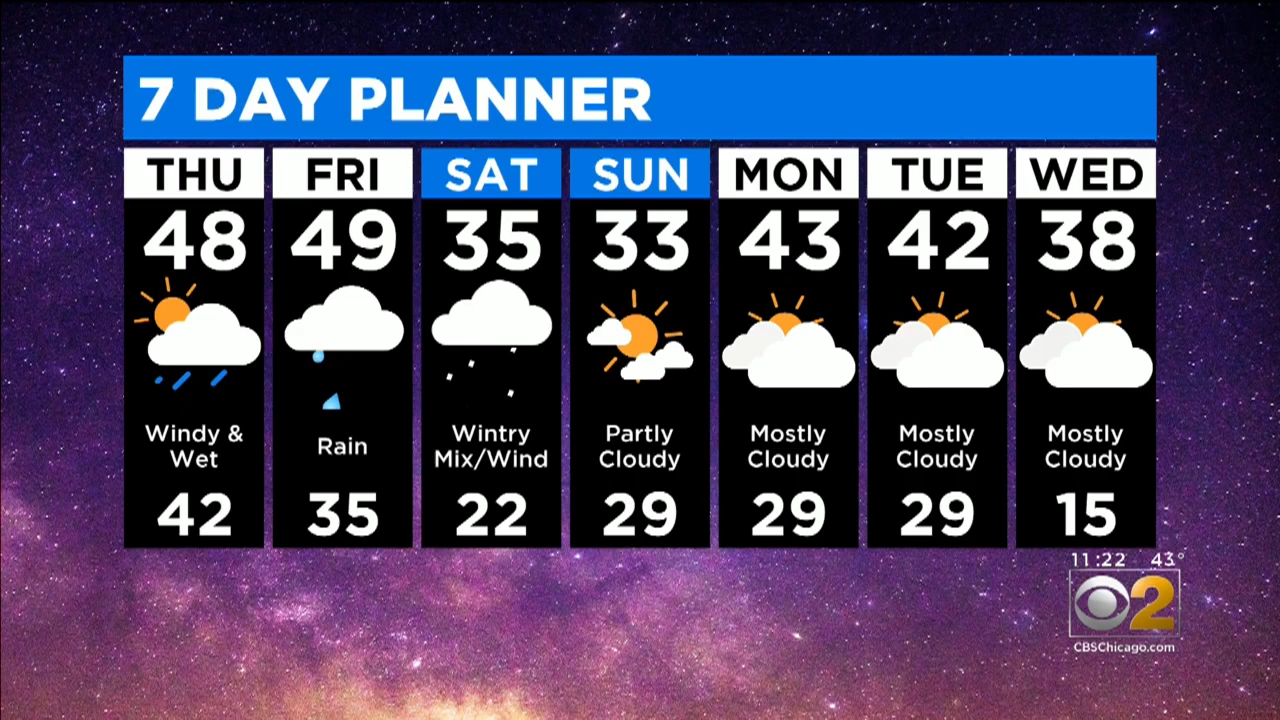 7 DAY PLANNER
THU FRI SAT SUN MON TUE WED
48 49 35 33 43 42 38
Windy & Wet
Rain
Wintry Mix/Wind
Partly Cloudy
Mostly Cloudy
Mostly Cloudy
Mostly Cloudy
42 35 22 29 29 29 15
11:22 43°
2
CBSChicago.com